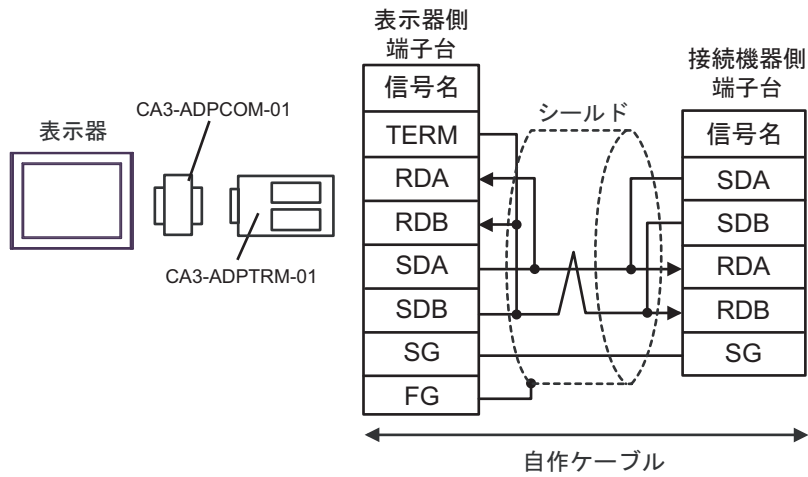 表示器
CA3-ADPCOM-01
CA3-ADPTRM-01
表示器側
端子台
信号名
TERM
RDA
RDB
SDA
SDB
SG
FG
シールド
接続機器側
端子台
信号名
SDA
SDB
RDA
RDB
SG
自作ケーブル